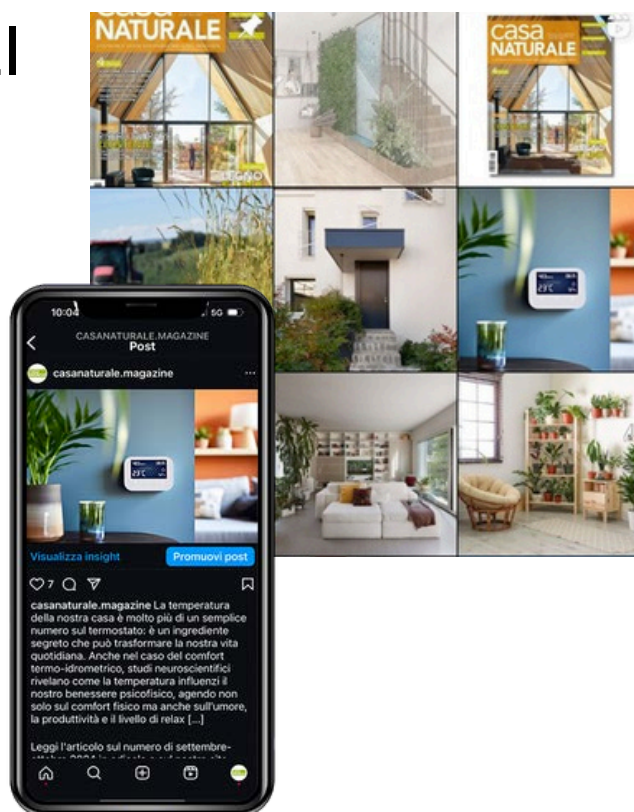 casa
NATURALE
casa
NATURALE
LEGNO
23°C
10:04
5G
CASANATURALE.MAGAZINE
Post
casanaturale.magazine
23°C
Visualizza insight
Promuovi post
7
casanaturale.magazine La temperatura
della nostra casa è molto più di un semplice
numero sul termostato: è un ingrediente
segreto che può trasformare la nostra vita
quotidiana. Anche nel caso del comfort
termo-idrometrico, studi neuroscientifici
rivelano come la temperatura influenzi il
nostro benessere psicofisico, agendo non
solo sul comfort fisico ma anche sull'umore,
la produttività e il livello di relax [...]
Leggi l'articolo sul numero di settembre-
ottobre 2024 in edicola o sul nostro sito